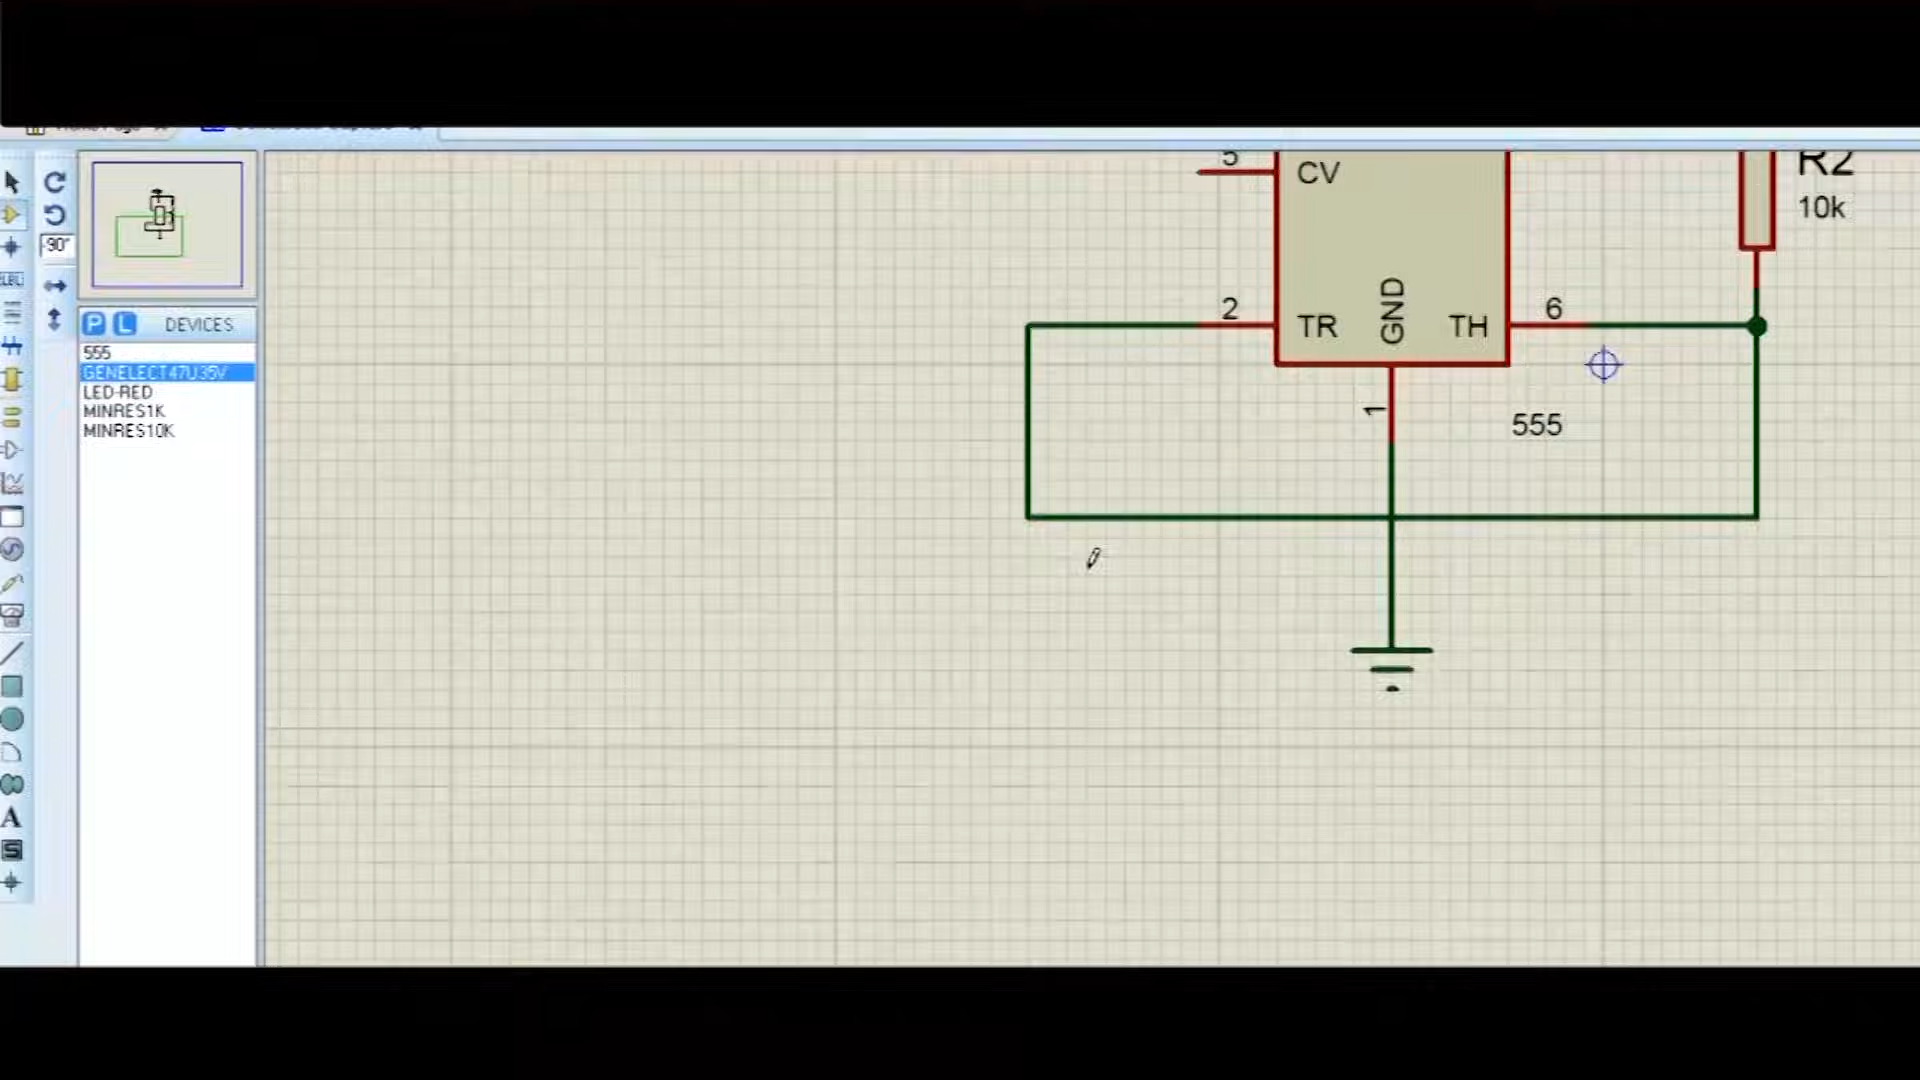 LBL
-90°
P L DEVICES
555
GENELECT47U35V
LED-RED
MINRES1K
MINRES10K
A
S
5
CV
R2
10k
2
TR
GND
TH
6
1
555